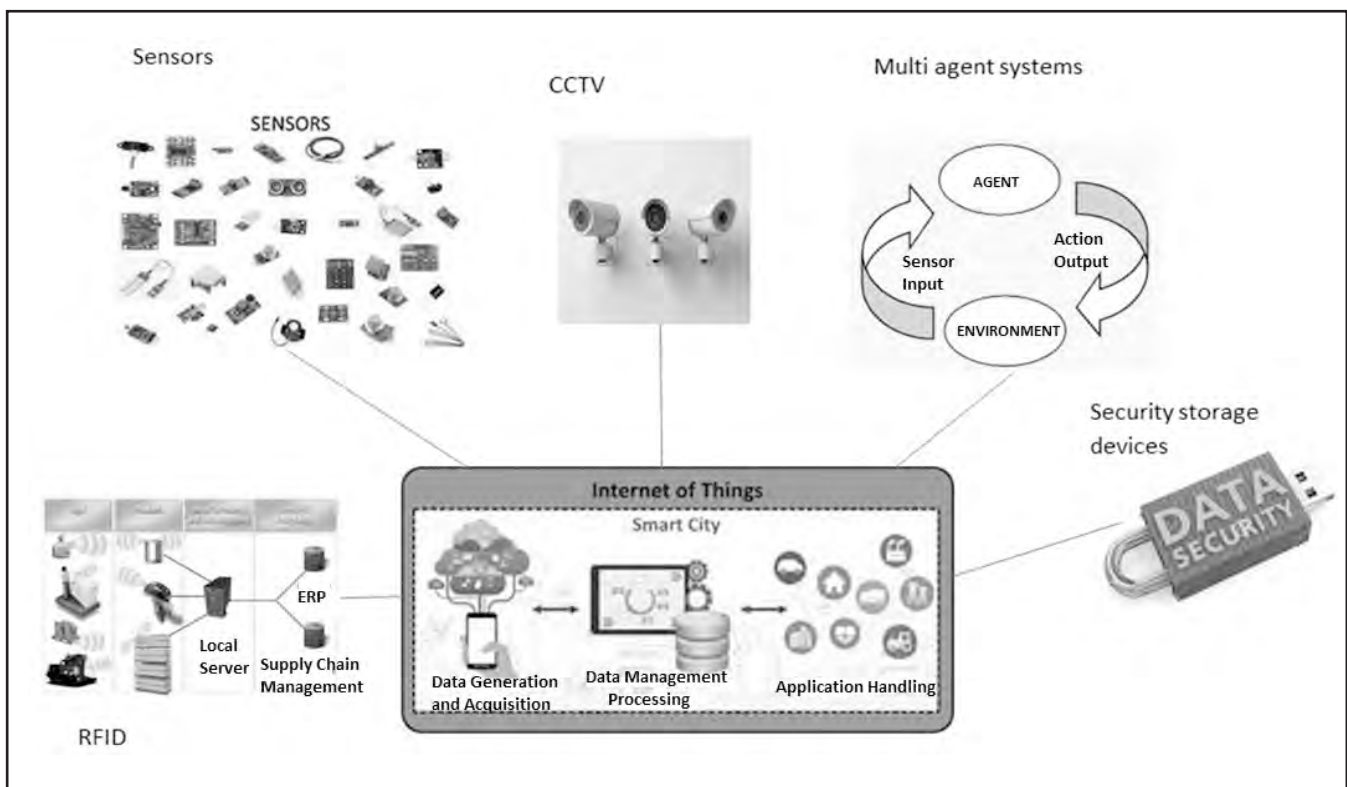 Sensors
CCTV
Multi agent systems
SENSORS
AGENT
Sensor
Input
Action
Output
ENVIRONMENT
Security storage
devices
DATA
SECURITY
Internet of Things
Smart City
Data Generation
and Acquisition
Data Management
Processing
Application Handling
ERP
Local
Server
Supply Chain
Management
RFID